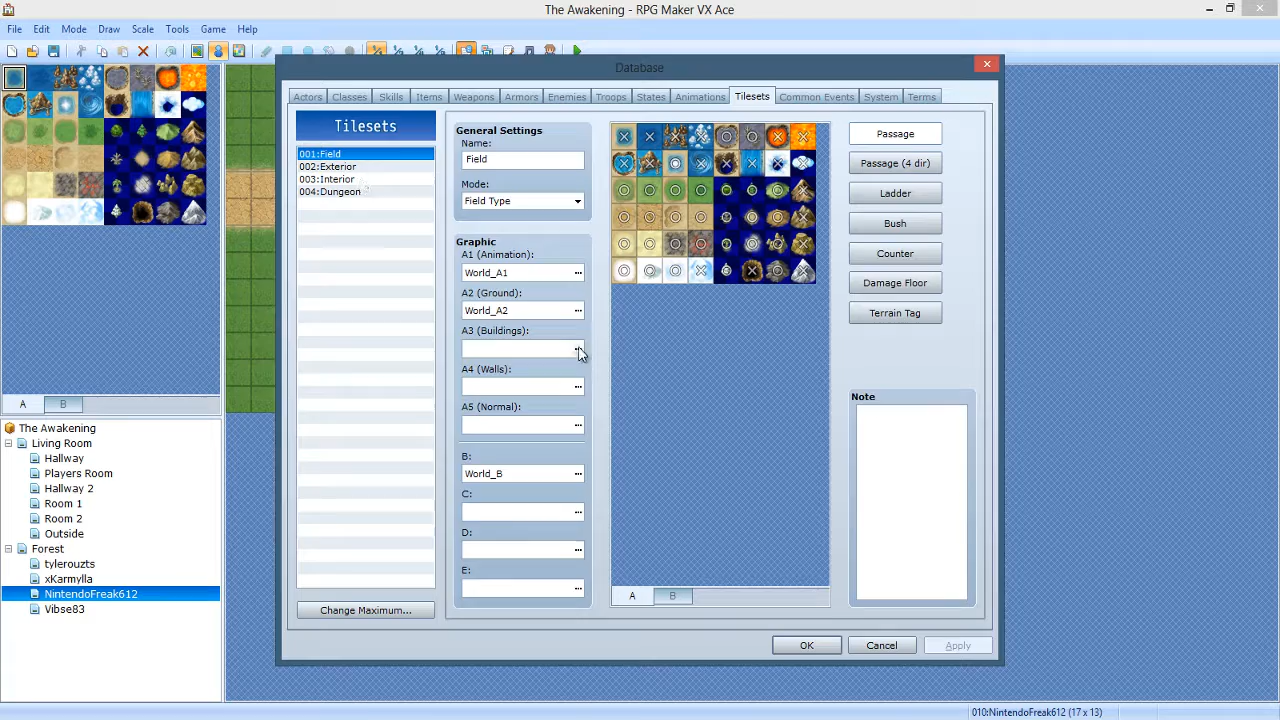 The Awakening - RPG Maker VX Ace
File Edit Mode Draw Scale Tools Game Help
Database
Actors Classes Skills Items Weapons Armors Enemies Troops States Animations Tilesets Common Events System Terms
Tilesets
001:Field
002:Exterior
003:Interior
004:Dungeon
Change Maximum...
General Settings
Name:
Field
Mode:
Field Type
Graphic
A1 (Animation):
World_A1
A2 (Ground):
World_A2
A3 (Buildings):
A4 (Walls):
A5 (Normal):
B:
World_B
C:
D:
E:
A B
Passage
Passage (4 dir)
Ladder
Bush
Counter
Damage Floor
Terrain Tag
Note
OK Cancel Apply
A B
The Awakening
Living Room
Hallway
Players Room
Hallway 2
Room 1
Room 2
Outside
Forest
tylerouzts
xKarmylla
NintendoFreak612
Vibse83
010:NintendoFreak612 (17 x 13)